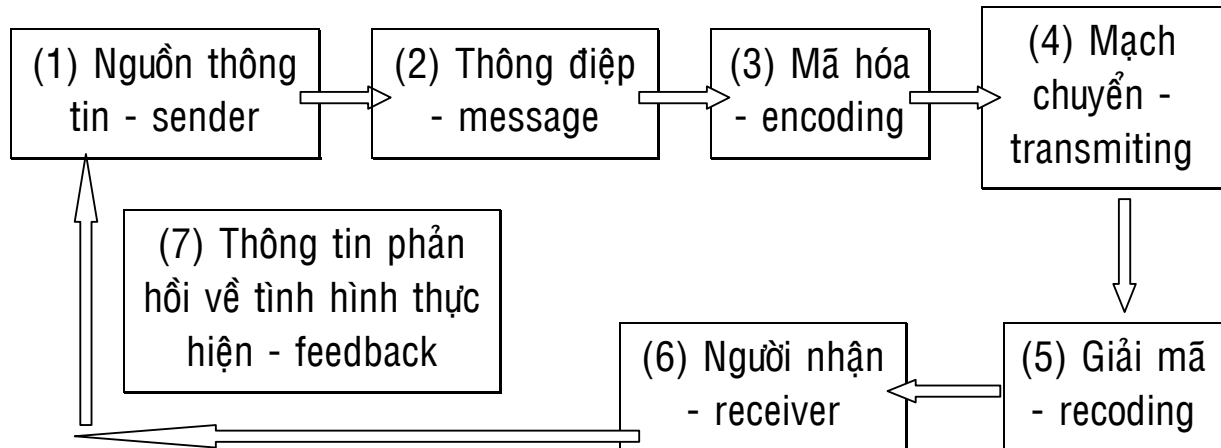 (1) Nguồn thông
tin - sender
(2) Thông điệp
- message
(3) Mã hóa
- encoding
(4) Mạch
chuyển -
transmiting
(5) Giải mã
- recoding
(6) Người nhận
- receiver
(7) Thông tin phản
hồi về tình hình thực
hiện - feedback